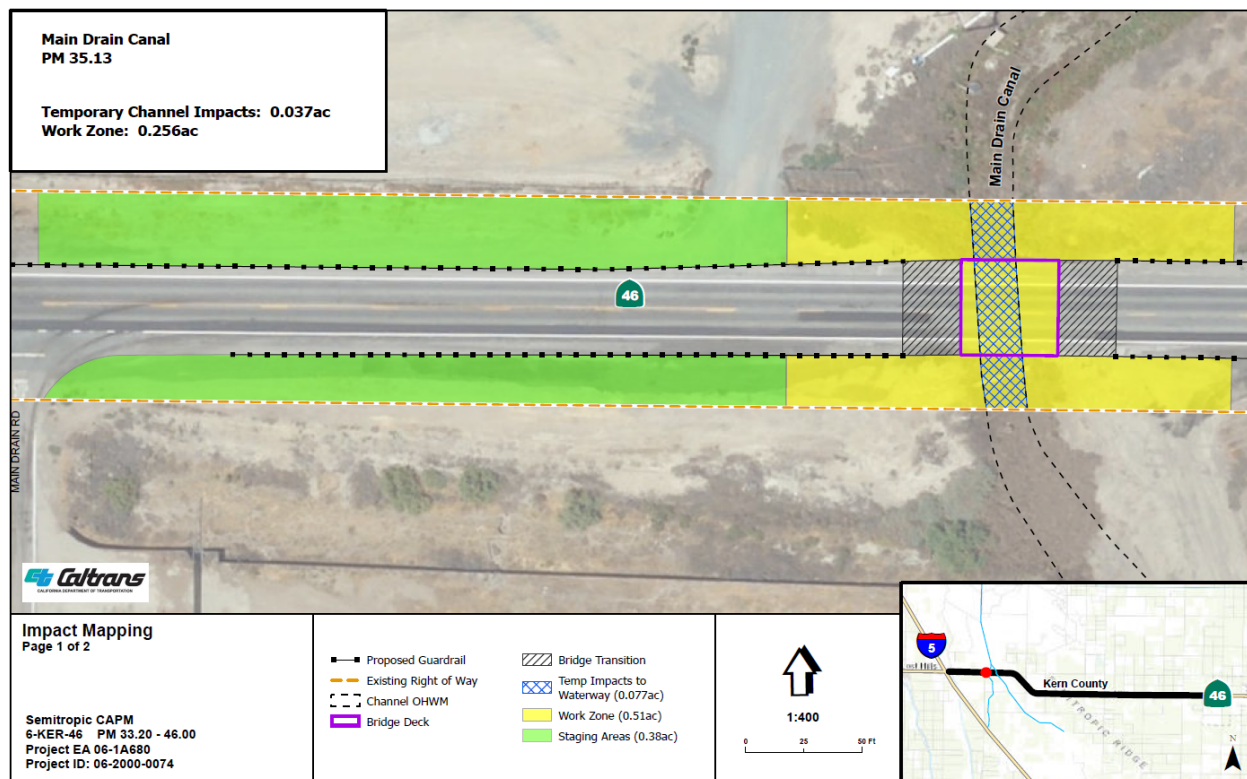 Main Drain Canal
PM 35.13
Temporary Channel Impacts: 0.037ac
Work Zone: 0.256ac
Main Drain Canal
46
MAIN DRAIN RD
Caltrans
CALIFORNIA DEPARTMENT OF TRANSPORTATION
Impact Mapping
Page 1 of 2
Semitropic CAPM
6-KER-46 PM 33.20 - 46.00
Project EA 06-1A680
Project ID: 06-2000-0074
Proposed Guardrail
Existing Right of Way
Channel OHWM
Bridge Deck
Bridge Transition
Temp Impacts to
Waterway (0.077ac)
Work Zone (0.51ac)
Staging Areas (0.38ac)
1:400
0 25 50 Ft
5
Hills
Kern County
46
RIDGE
N